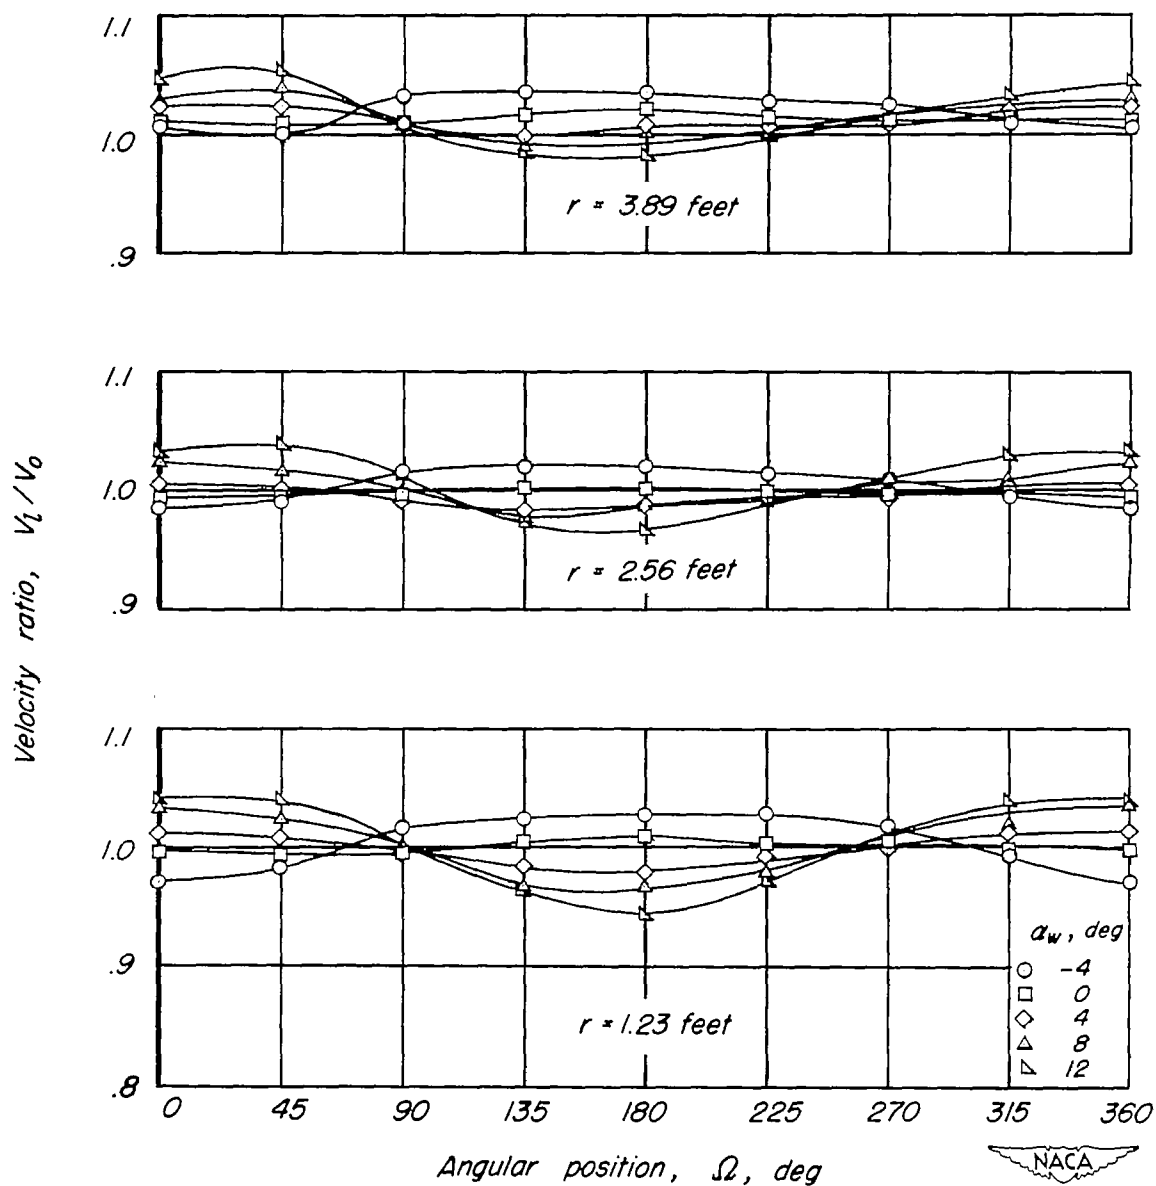 1.1
1.0
r = 3.89 feet
.9
1.1
1.0
r = 2.56 feet
.9
Velocity ratio, Vl/Vo
1.1
1.0
αw, deg
.9
-4
0
r = 1.23 feet
4
8
12
.8
0 45 90 135 180 225 270 315 360
Angular position, Ω, deg
NACA